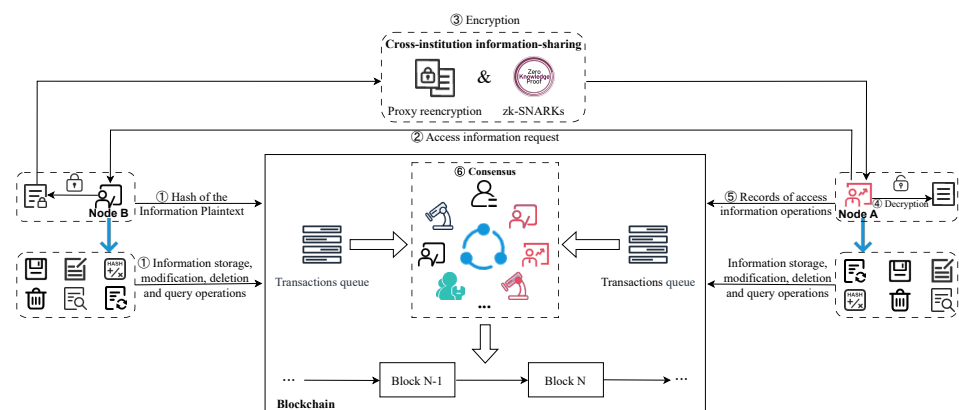 ③ Encryption
Cross-institution information-sharing
Zero
Knowledge
Proof
&
Proxy reencryption
zk-SNARKs
② Access information request
⑥ Consensus
① Hash of the
Information Plaintext
Node B
⑤ Records of access
information operations
Node A
④ Decryption
① Information storage,
modification, deletion
and query operations
HASH
+/×
Transactions queue
Transactions queue
...
Information storage,
modification, deletion
and query operations
HASH
+/×
...
Block N-1
Block N
...
Blockchain